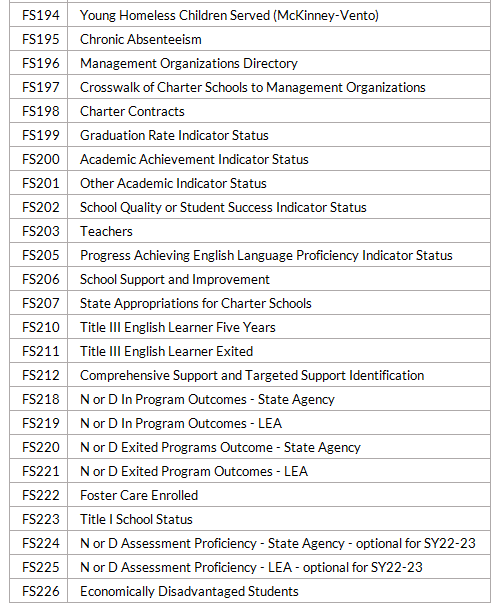 FS194 Young Homeless Children Served (McKinney-Vento)
FS195 Chronic Absenteeism
FS196 Management Organizations Directory
FS197 Crosswalk of Charter Schools to Management Organizations
FS198 Charter Contracts
FS199 Graduation Rate Indicator Status
FS200 Academic Achievement Indicator Status
FS201 Other Academic Indicator Status
FS202 School Quality or Student Success Indicator Status
FS203 Teachers
FS205 Progress Achieving English Language Proficiency Indicator Status
FS206 School Support and Improvement
FS207 State Appropriations for Charter Schools
FS210 Title III English Learner Five Years
FS211 Title III English Learner Exited
FS212 Comprehensive Support and Targeted Support Identification
FS218 N or D In Program Outcomes - State Agency
FS219 N or D In Program Outcomes - LEA
FS220 N or D Exited Programs Outcome - State Agency
FS221 N or D Exited Program Outcomes - LEA
FS222 Foster Care Enrolled
FS223 Title I School Status
FS224 N or D Assessment Proficiency - State Agency - optional for SY22-23
FS225 N or D Assessment Proficiency - LEA - optional for SY22-23
FS226 Economically Disadvantaged Students